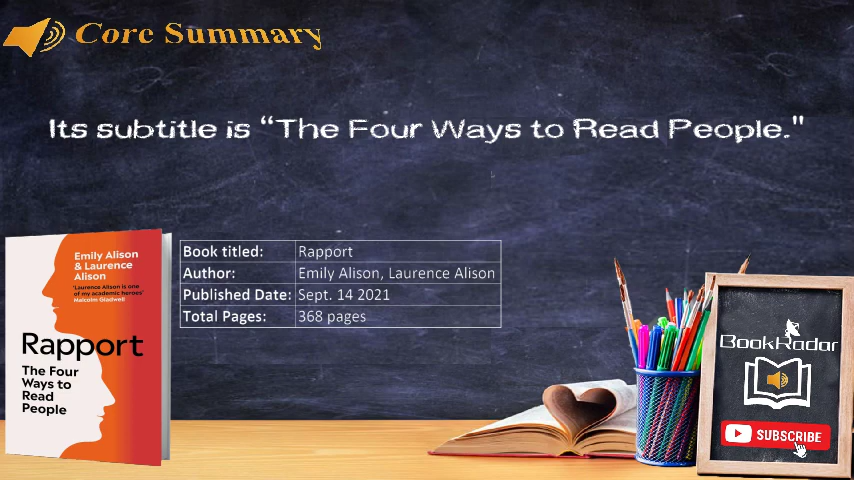 Core Summary
Its subtitle is “The Four Ways to Read People."
Emily Alison
& Laurence
Alison
'Laurence Alison is one
of my academic heroes'
Malcolm Gladwell
Rapport
The Four
Ways to
Read
People
Book titled: Rapport
Author: Emily Alison, Laurence Alison
Published Date: Sept. 14 2021
Total Pages: 368 pages
BookRadar
SUBSCRIBE